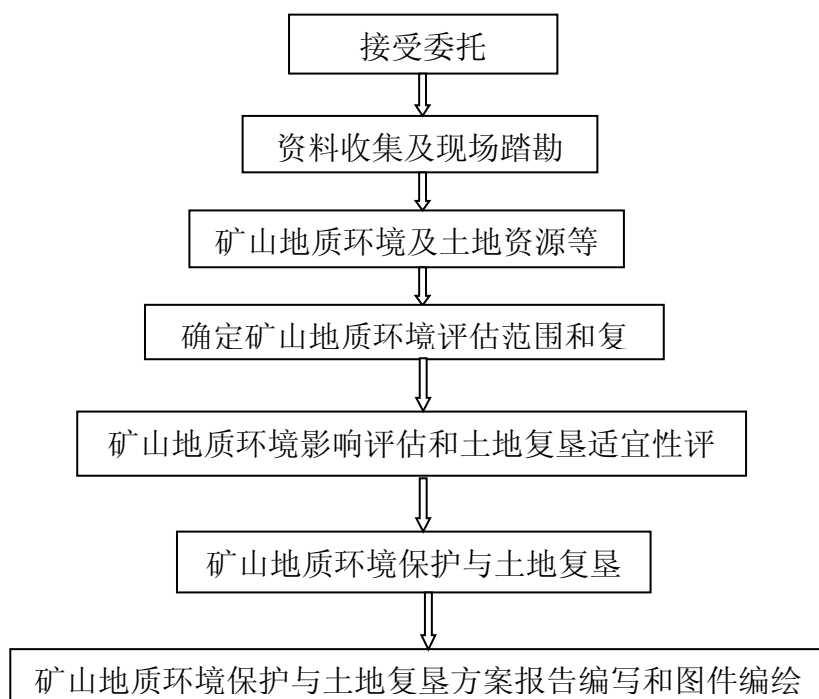 接受委托
资料收集及现场踏勘
矿山地质环境及土地资源等
确定矿山地质环境评估范围和复
矿山地质环境影响评估和土地复垦适宜性评
矿山地质环境保护与土地复垦
矿山地质环境保护与土地复垦方案报告编写和图件编绘